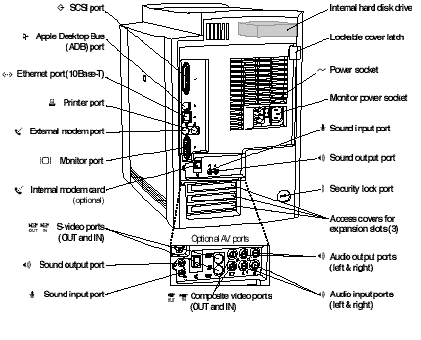 SCSI port
Apple Desktop Bus
(ADB) port
Ethernet port (10Base-T)
Printer port
External modem port
Monitor port
Internal modem card
(optional)
S-video ports
(OUT and IN)
OUT IN
Sound output port
Sound input port
Internal hard disk drive
Lockable cover latch
Power socket
Monitor power socket
Sound input port
Sound output port
Security lock port
Access covers for
expansion slots (3)
Optional AV ports
Audio output ports
(left & right)
Audio input ports
(left & right)
Composite video ports
(OUT and IN)
OUT IN